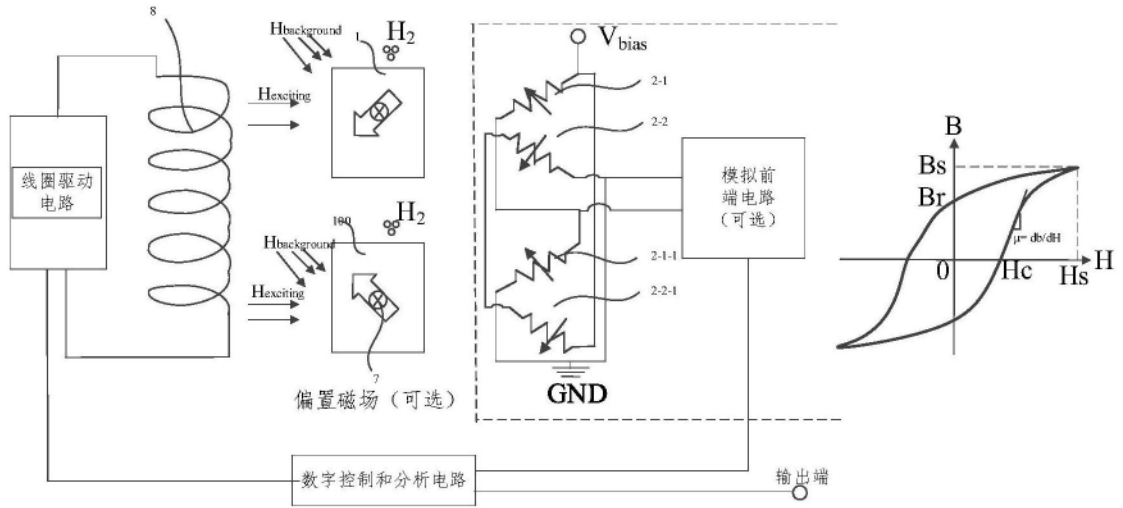 8
线圈驱动
电路
Hbackground
H2
1
Hexciting
Hbackground
H2
100
Hexciting
7
偏置磁场（可选）
Vbias
2-1
2-2
2-1-1
2-2-1
GND
模拟前
端电路
（可选）
数字控制和分析电路
输出端
B
Bs
Br
μ= db/dH
0
Hc
Hs
H